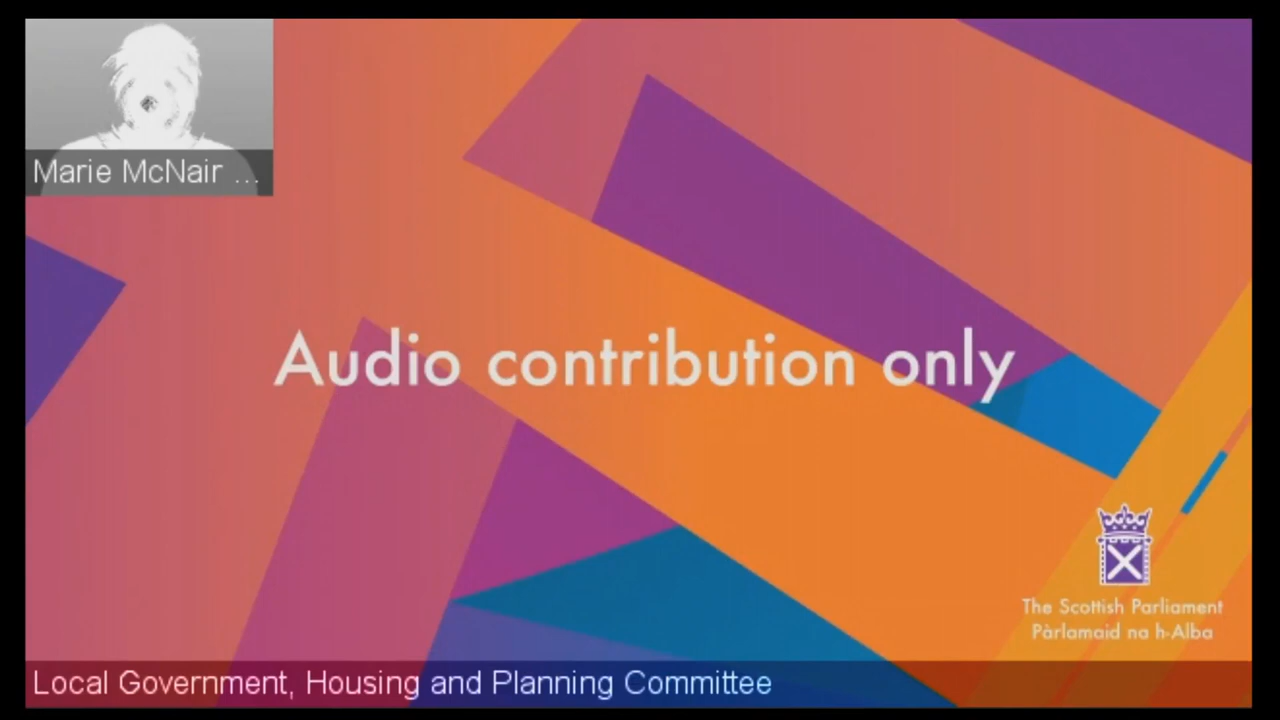 Marie McNair ...
Audio contribution only
The Scottish Parliament
Pàrlamaid na h-Alba
Local Government, Housing and Planning Committee